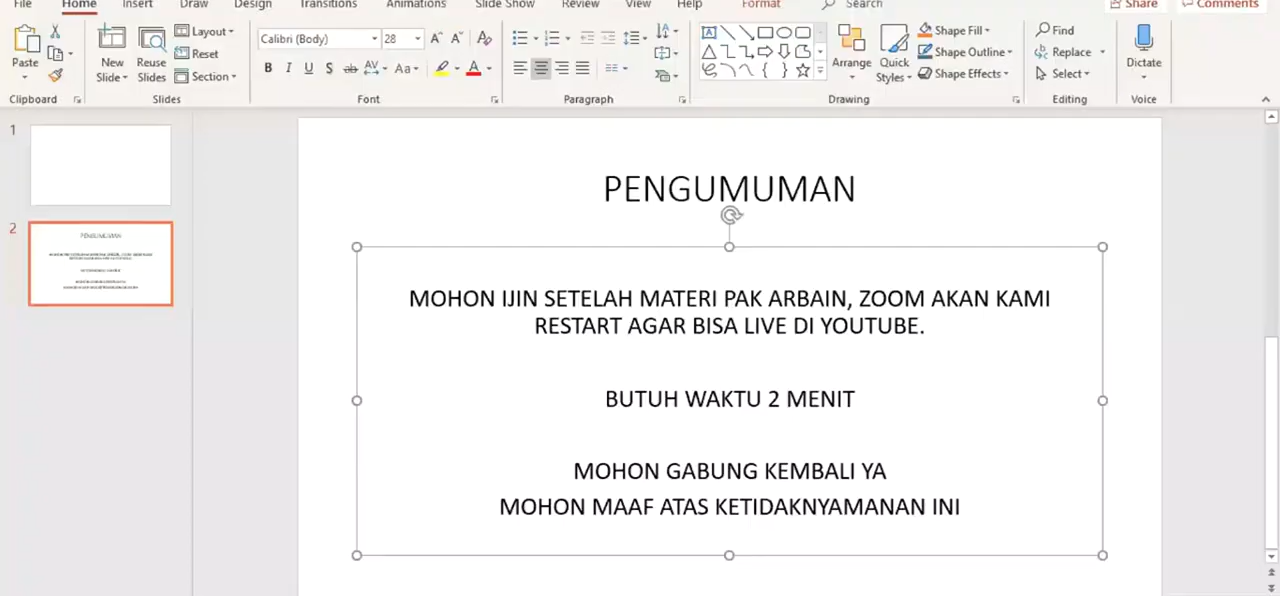 File Home Insert Draw Design Transitions Animations Slide Show Review View Help Format Search Share Comments
Paste
Clipboard
New Slide
Reuse Slides
Layout
Reset
Section
Slides
Calibri (Body) 28
B I U S ab AV Aa A
Font
Paragraph
Arrange
Quick Styles
Shape Fill
Shape Outline
Shape Effects
Drawing
Find
Replace
Select
Editing
Dictate
Voice
1
2
PENGUMUMAN
MOHON IJIN SETELAH MATERI PAK ARBAIN, ZOOM AKAN KAMI
RESTART AGAR BISA LIVE DI YOUTUBE.
BUTUH WAKTU 2 MENIT
MOHON GABUNG KEMBALI YA
MOHON MAAF ATAS KETIDAKNYAMANAN INI